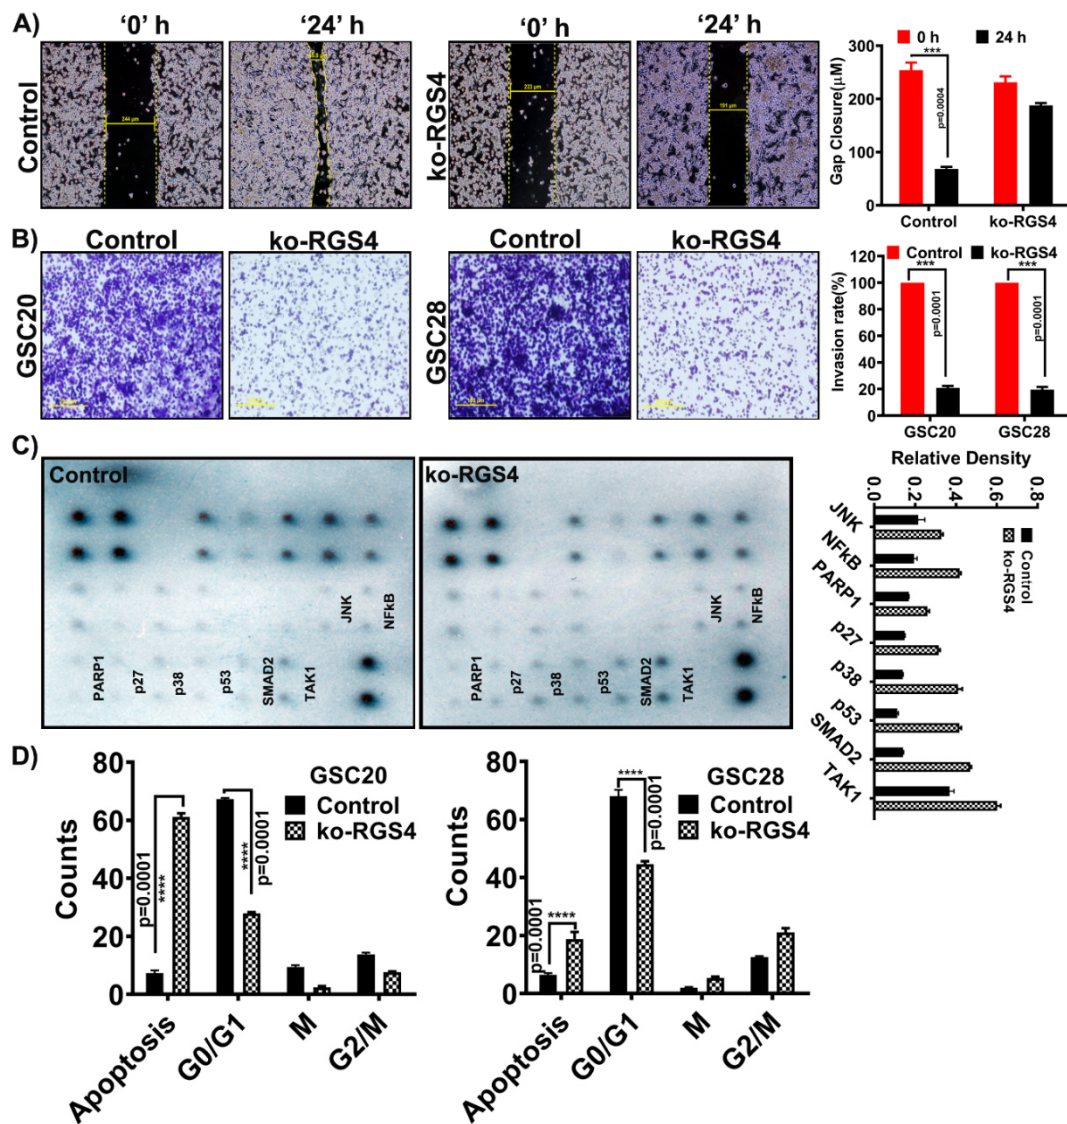 A)
‘0’ h
‘24’ h
‘0’ h
‘24’ h
Control
244 µm
ko-RGS4
223 µm
191 µm
0 h
24 h
Gap Closure(µM)
300
200
100
0
***
p=0.0004
Control
ko-RGS4
B)
Control
ko-RGS4
Control
ko-RGS4
GSC20
GSC28
Control
ko-RGS4
Invasion rate(%)
120
100
80
60
40
20
0
***
p=0.0001
***
p=0.0001
GSC20
GSC28
C)
Control
JNK
NFkB
PARP1
p27
p38
p53
SMAD2
TAK1
ko-RGS4
JNK
NFkB
PARP1
p27
p38
p53
SMAD2
TAK1
Relative Density
0.0
0.2
0.4
0.6
0.8
JNK
NFkB
PARP1
p27
p38
p53
SMAD2
TAK1
Control
ko-RGS4
D)
Counts
80
60
40
20
0
GSC20
Control
ko-RGS4
p=0.0001
****
****
p=0.0001
Apoptosis
G0/G1
M
G2/M
Counts
80
60
40
20
0
GSC28
Control
ko-RGS4
p=0.0001
****
****
p=0.0001
Apoptosis
G0/G1
M
G2/M